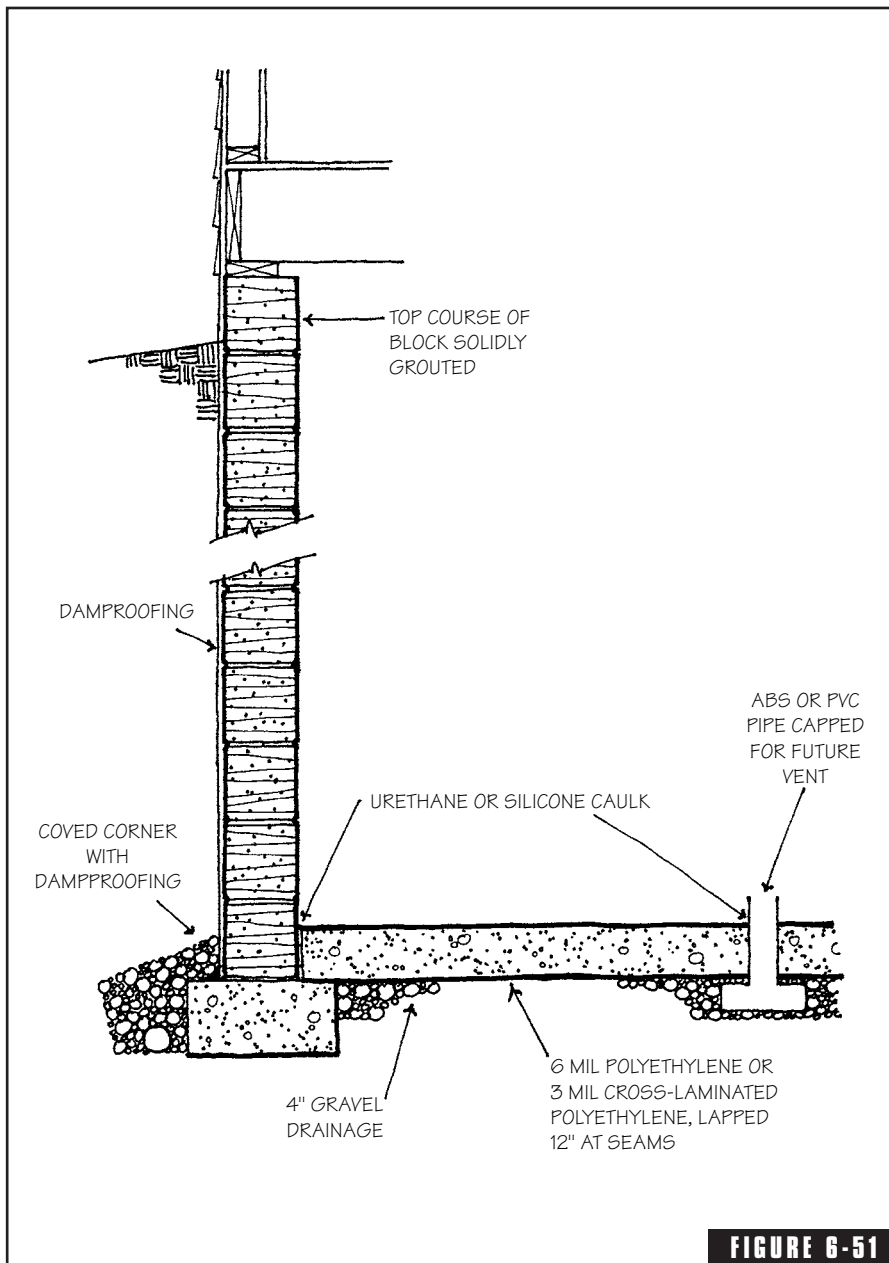 TOP COURSE OF
BLOCK SOLIDLY
GROUTED
DAMPROOFING
ABS OR PVC
PIPE CAPPED
FOR FUTURE
VENT
URETHANE OR SILICONE CAULK
COVED CORNER
WITH
DAMPPROOFING
6 MIL POLYETHYLENE OR
3 MIL CROSS-LAMINATED
POLYETHYLENE, LAPPED
12" AT SEAMS
4" GRAVEL
DRAINAGE
FIGURE 6-51